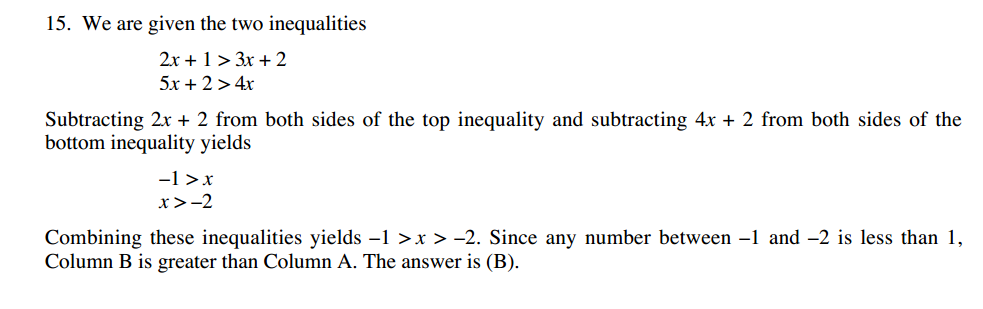 15. We are given the two inequalities
2x + 1 > 3x + 2
5x + 2 > 4x
Subtracting 2x + 2 from both sides of the top inequality and subtracting 4x + 2 from both sides of the
bottom inequality yields
–1 > x
x > –2
Combining these inequalities yields –1 > x > –2. Since any number between –1 and –2 is less than 1,
Column B is greater than Column A. The answer is (B).